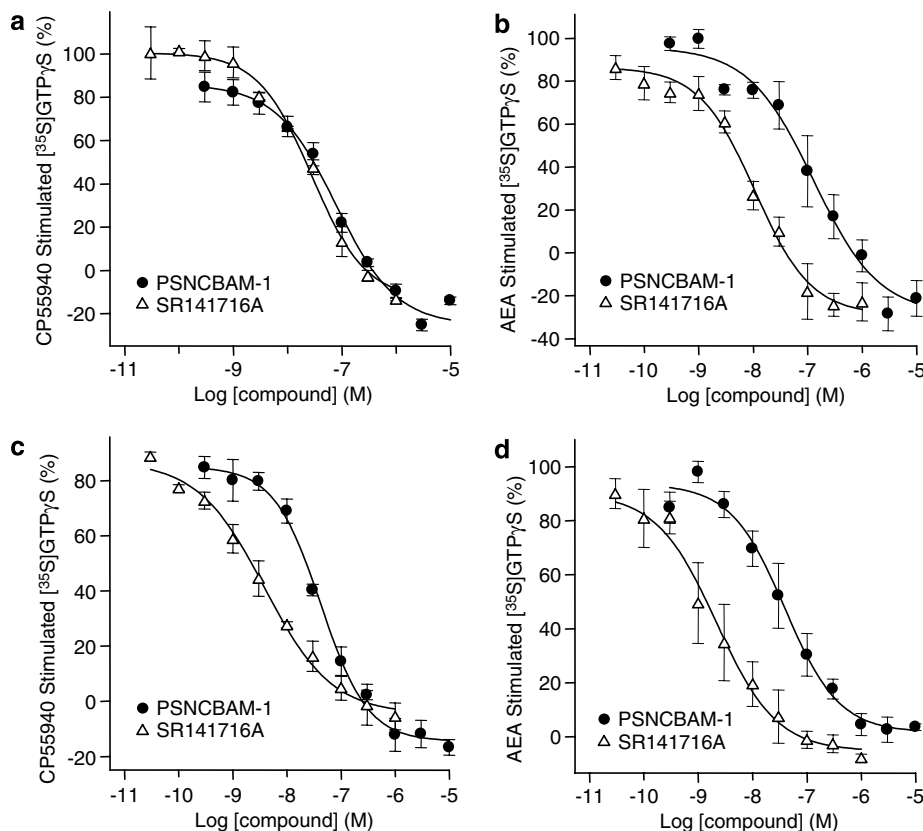 a
CP55940 Stimulated [³⁵S]GTPγS (%)
100
80
60
40
20
0
-20
● PSNCBAM-1
△ SR141716A
-11 -10 -9 -8 -7 -6 -5
Log [compound] (M)
b
AEA Stimulated [³⁵S]GTPγS (%)
100
80
60
40
20
0
-20
-40
● PSNCBAM-1
△ SR141716A
-11 -10 -9 -8 -7 -6 -5
Log [compound] (M)
c
CP55940 Stimulated [³⁵S]GTPγS (%)
80
60
40
20
0
-20
● PSNCBAM-1
△ SR141716A
-11 -10 -9 -8 -7 -6 -5
Log [compound] (M)
d
AEA Stimulated [³⁵S]GTPγS (%)
100
80
60
40
20
0
● PSNCBAM-1
△ SR141716A
-11 -10 -9 -8 -7 -6 -5
Log [compound] (M)